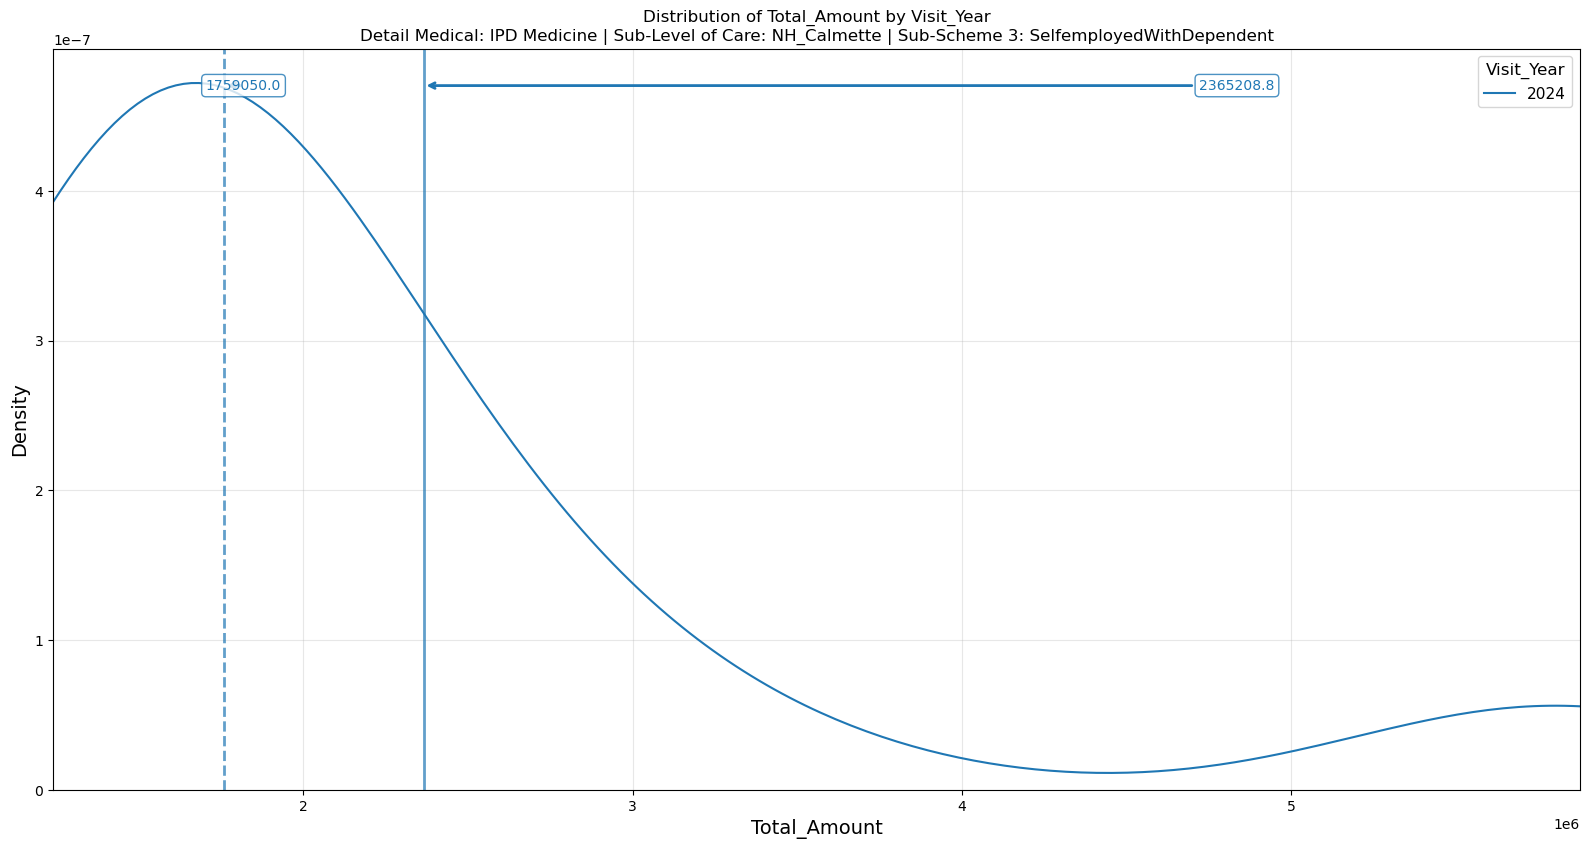 Distribution of Total_Amount by Visit_Year
Detail Medical: IPD Medicine | Sub-Level of Care: NH_Calmette | Sub-Scheme 3: SelfemployedWithDependent
1e−7
1759050.0
2365208.8
Visit_Year
2024
4
3
2
1
0
Density
2
3
4
5
1e6
Total_Amount